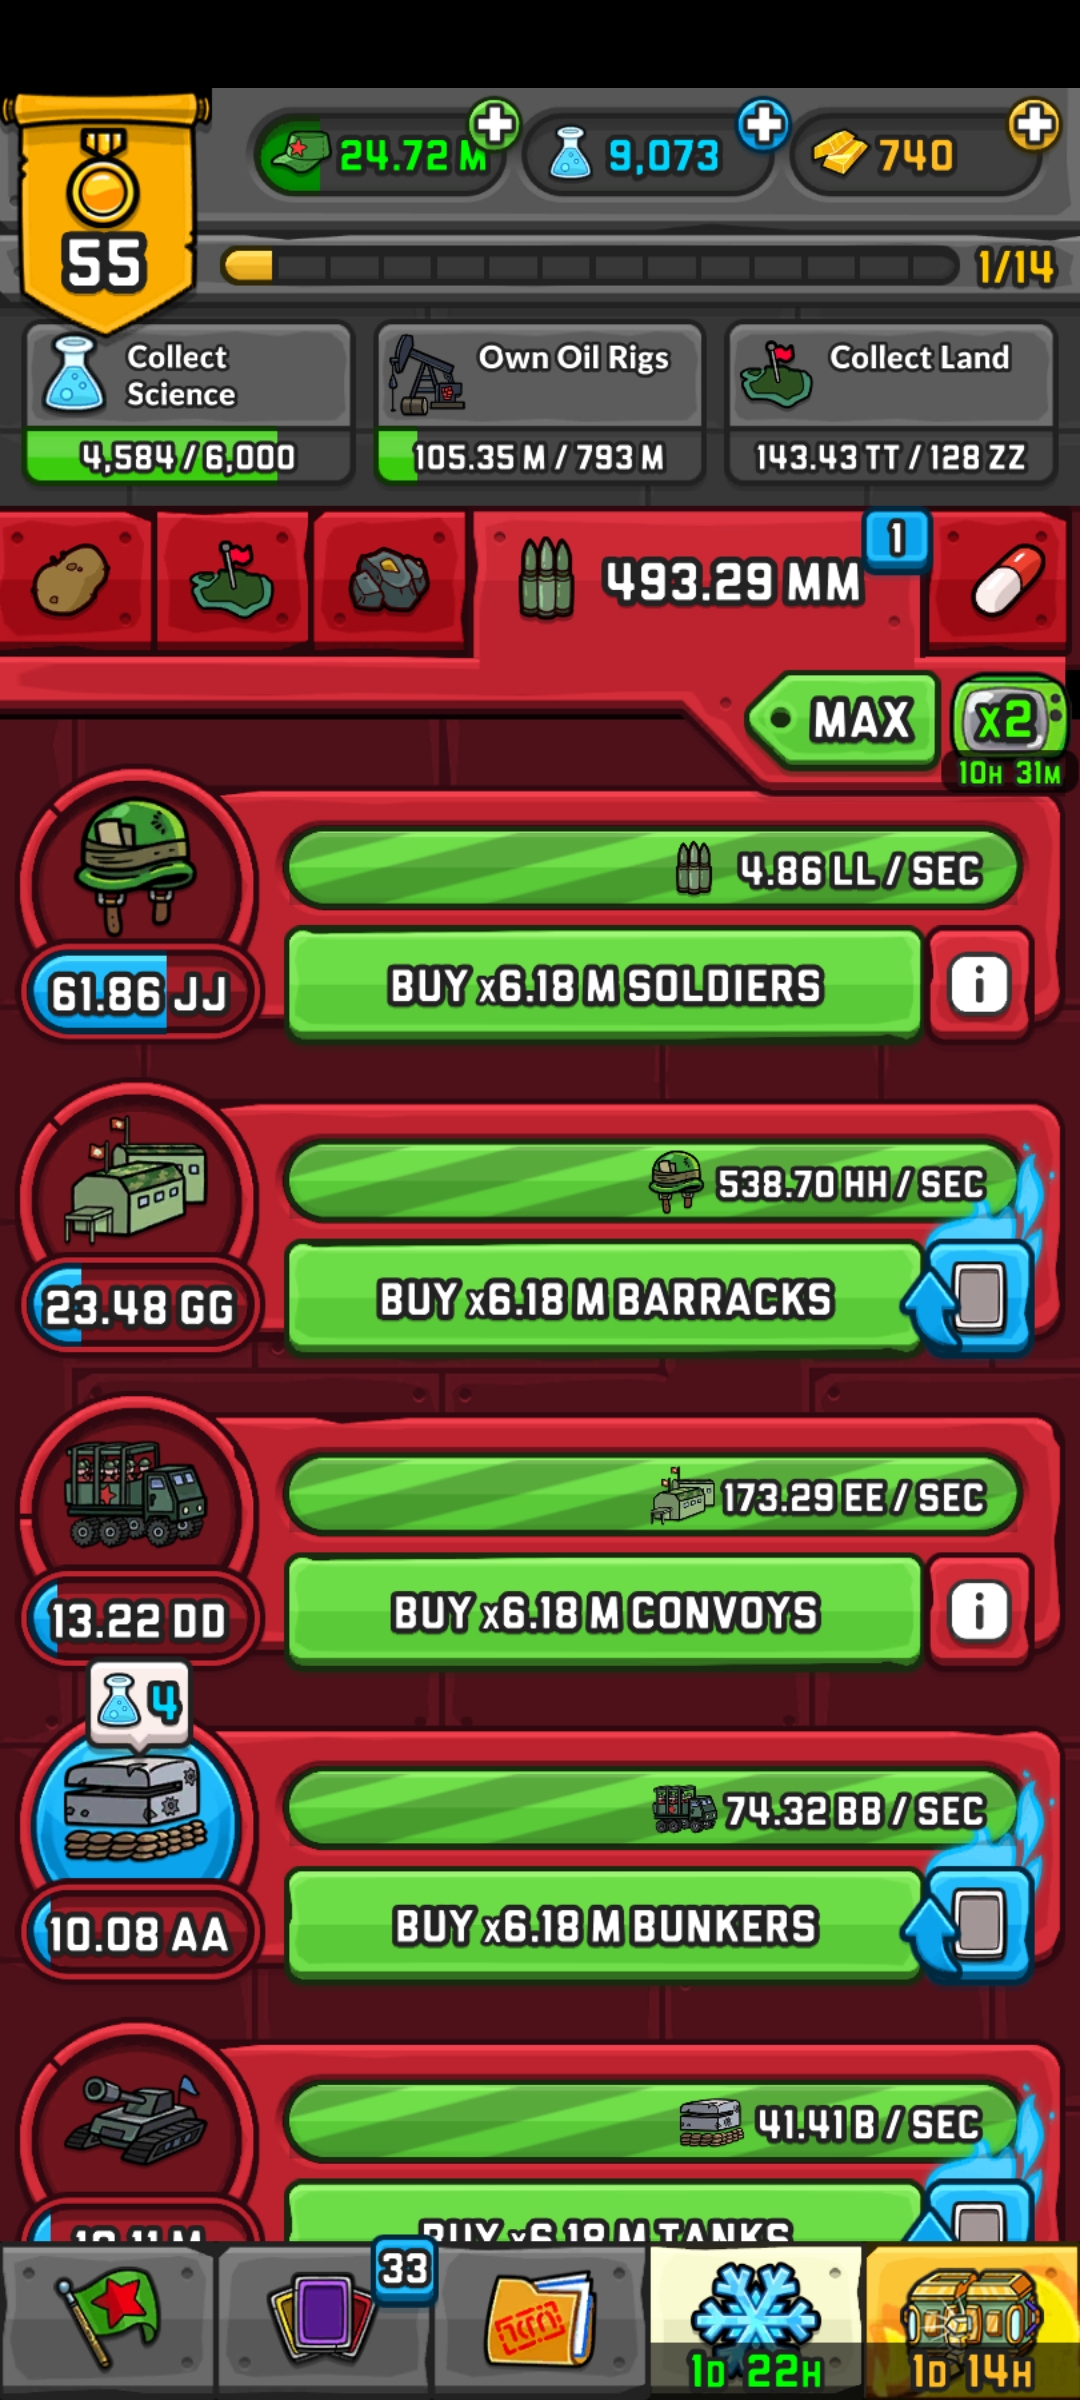 24.72 M
9,073
740
55
1/14
Collect
Science
Own Oil Rigs
Collect Land
4,584 / 6,000
105.35 M / 793 M
143.43 TT / 128 ZZ
493.29 MM
1
MAX
x2
10H 31M
4.86 LL / SEC
61.86 JJ
BUY x6.18 M SOLDIERS
i
538.70 HH / SEC
23.48 GG
BUY x6.18 M BARRACKS
173.29 EE / SEC
13.22 DD
BUY x6.18 M CONVOYS
i
4
74.32 BB / SEC
10.08 AA
BUY x6.18 M BUNKERS
41.41 B / SEC
BUY x6.18 M TANKS
33
1D 22H
1D 14H